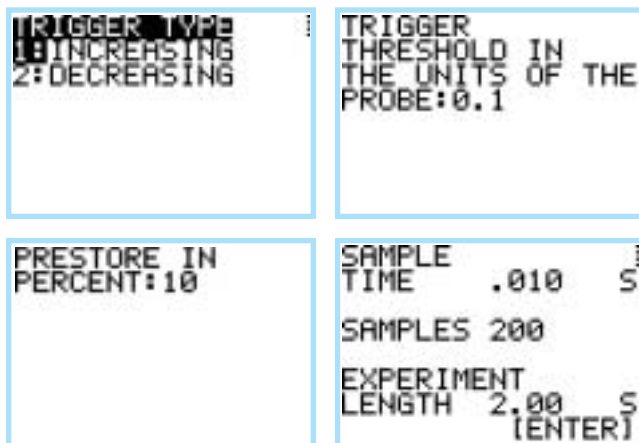 TRIGGER TYPE
1:INCREASING
2:DECREASING
TRIGGER
THRESHOLD IN
THE UNITS OF THE
PROBE:0.1
PRESTORE IN
PERCENT:10
SAMPLE
TIME .010 S
SAMPLES 200
EXPERIMENT
LENGTH 2.00 S
[ENTER]